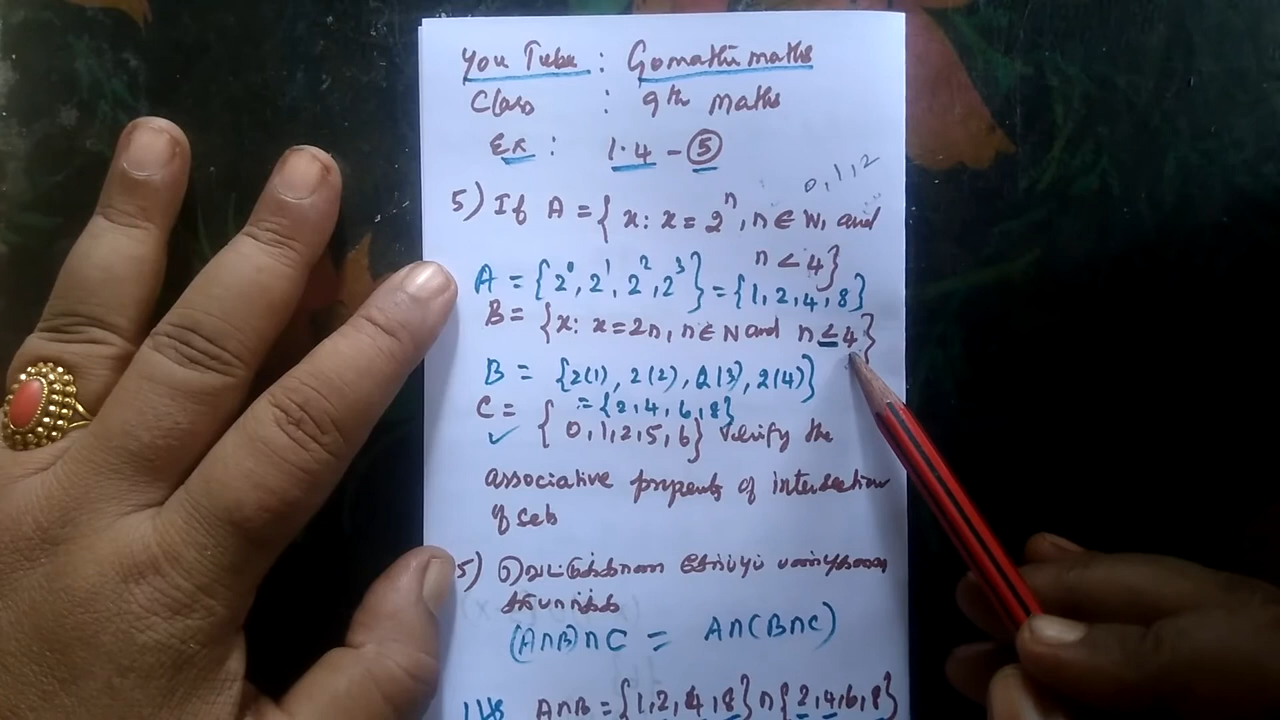 You Tube : Gomathi maths
Class : 9th maths
Ex : 1.4 - ⑤
0, 1, 2
5) If A = { x : x = 2ⁿ, n ∈ W, and
n < 4}
A = {2⁰, 2¹, 2², 2³} = {1, 2, 4, 8}
B = {x : x = 2n, n ∈ N and n ≤ 4}
B = {2(1), 2(2), 2(3), 2(4)}
= {2, 4, 6, 8}
C = { 0, 1, 2, 5, 6} Verify the
associative property of intersection
of sets
5)
(A∩B)∩C = A∩(B∩C)
LHS A∩B = {1, 2, 4, 8} ∩ {2, 4, 6, 8}